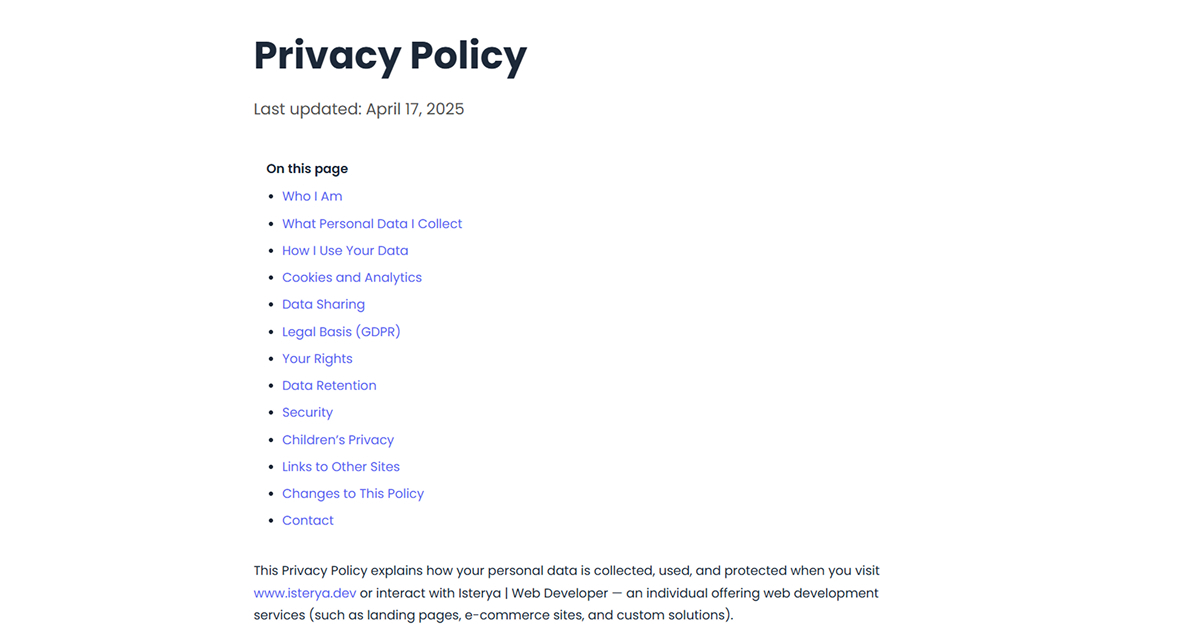 Privacy Policy
Last updated: April 17, 2025
On this page
• Who I Am
• What Personal Data I Collect
• How I Use Your Data
• Cookies and Analytics
• Data Sharing
• Legal Basis (GDPR)
• Your Rights
• Data Retention
• Security
• Children’s Privacy
• Links to Other Sites
• Changes to This Policy
• Contact
This Privacy Policy explains how your personal data is collected, used, and protected when you visit
www.isterya.dev or interact with Isterya | Web Developer — an individual offering web development
services (such as landing pages, e-commerce sites, and custom solutions).